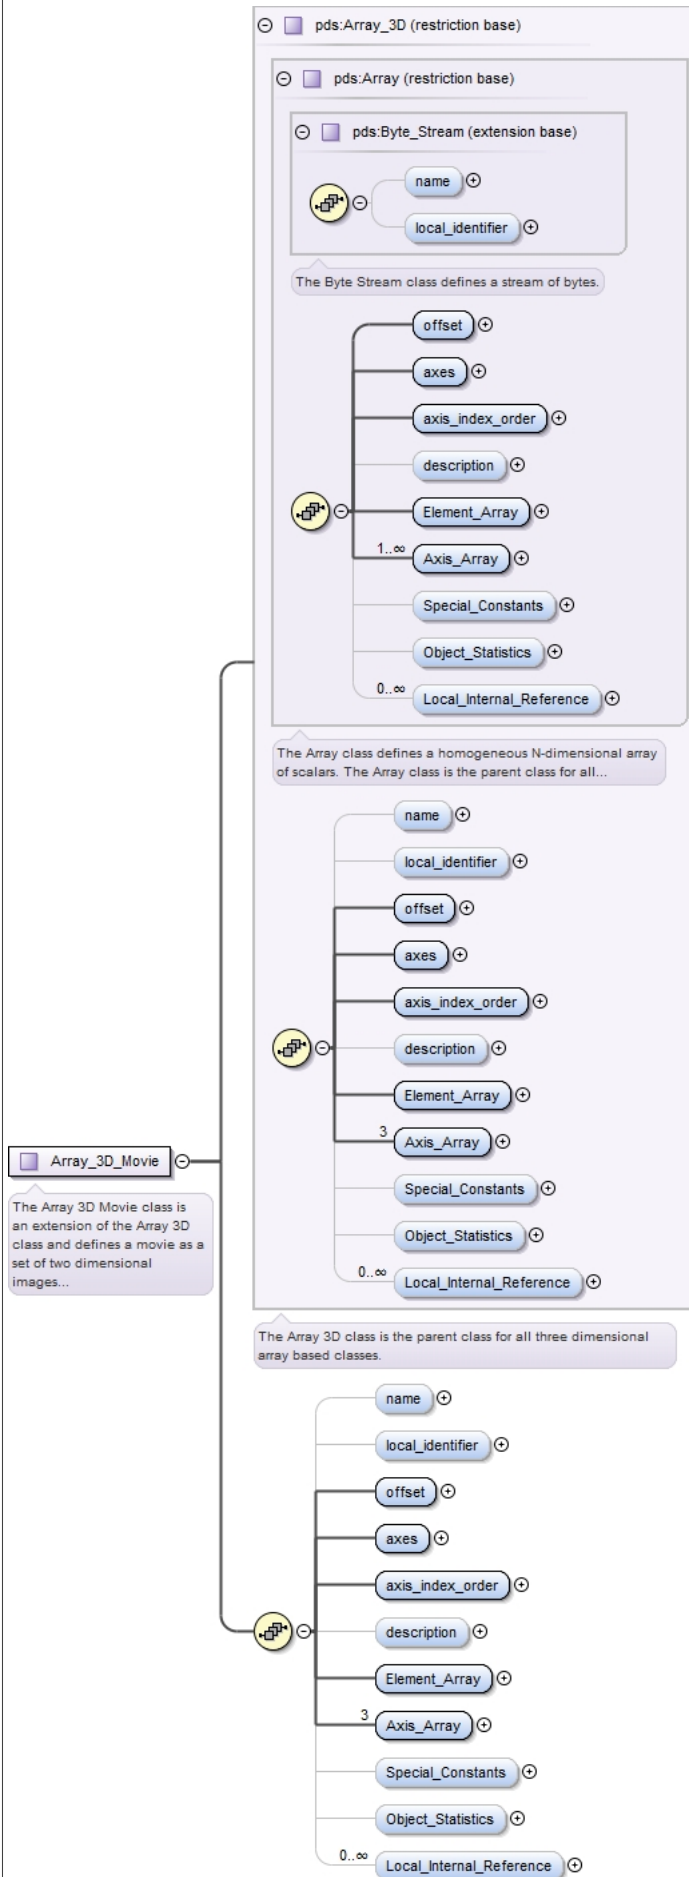 pds:Array_3D (restriction base)
pds:Array (restriction base)
pds:Byte_Stream (extension base)
name
local_identifier
The Byte Stream class defines a stream of bytes.
offset
axes
axis_index_order
description
Element_Array
1..∞
Axis_Array
Special_Constants
Object_Statistics
0..∞
Local_Internal_Reference
The Array class defines a homogeneous N-dimensional array
of scalars. The Array class is the parent class for all...
name
local_identifier
offset
axes
axis_index_order
description
Element_Array
3
Axis_Array
Special_Constants
Object_Statistics
0..∞
Local_Internal_Reference
Array_3D_Movie
The Array 3D Movie class is
an extension of the Array 3D
class and defines a movie as a
set of two dimensional
images...
The Array 3D class is the parent class for all three dimensional
array based classes.
name
local_identifier
offset
axes
axis_index_order
description
Element_Array
3
Axis_Array
Special_Constants
Object_Statistics
0..∞
Local_Internal_Reference